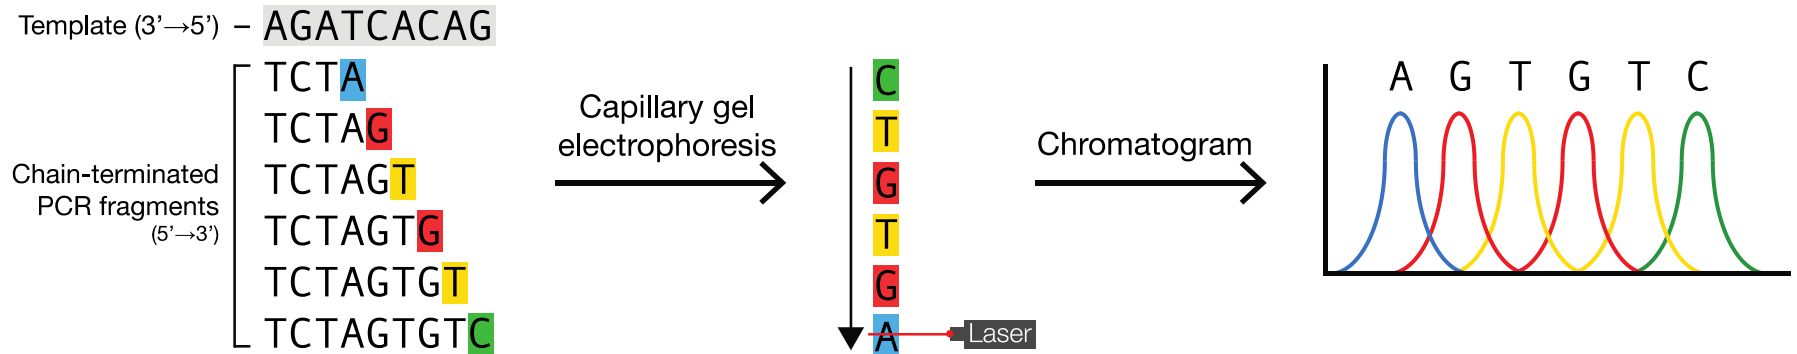 Template (3’→5’) – AGATCACAG
TCTA
TCTAG
TCTAGT
TCTAGTG
TCTAGTGT
TCTAGTGTC
Chain-terminated
PCR fragments
(5’→3’)
Capillary gel
electrophoresis
C
T
G
T
G
A
Laser
Chromatogram
A G T G T C